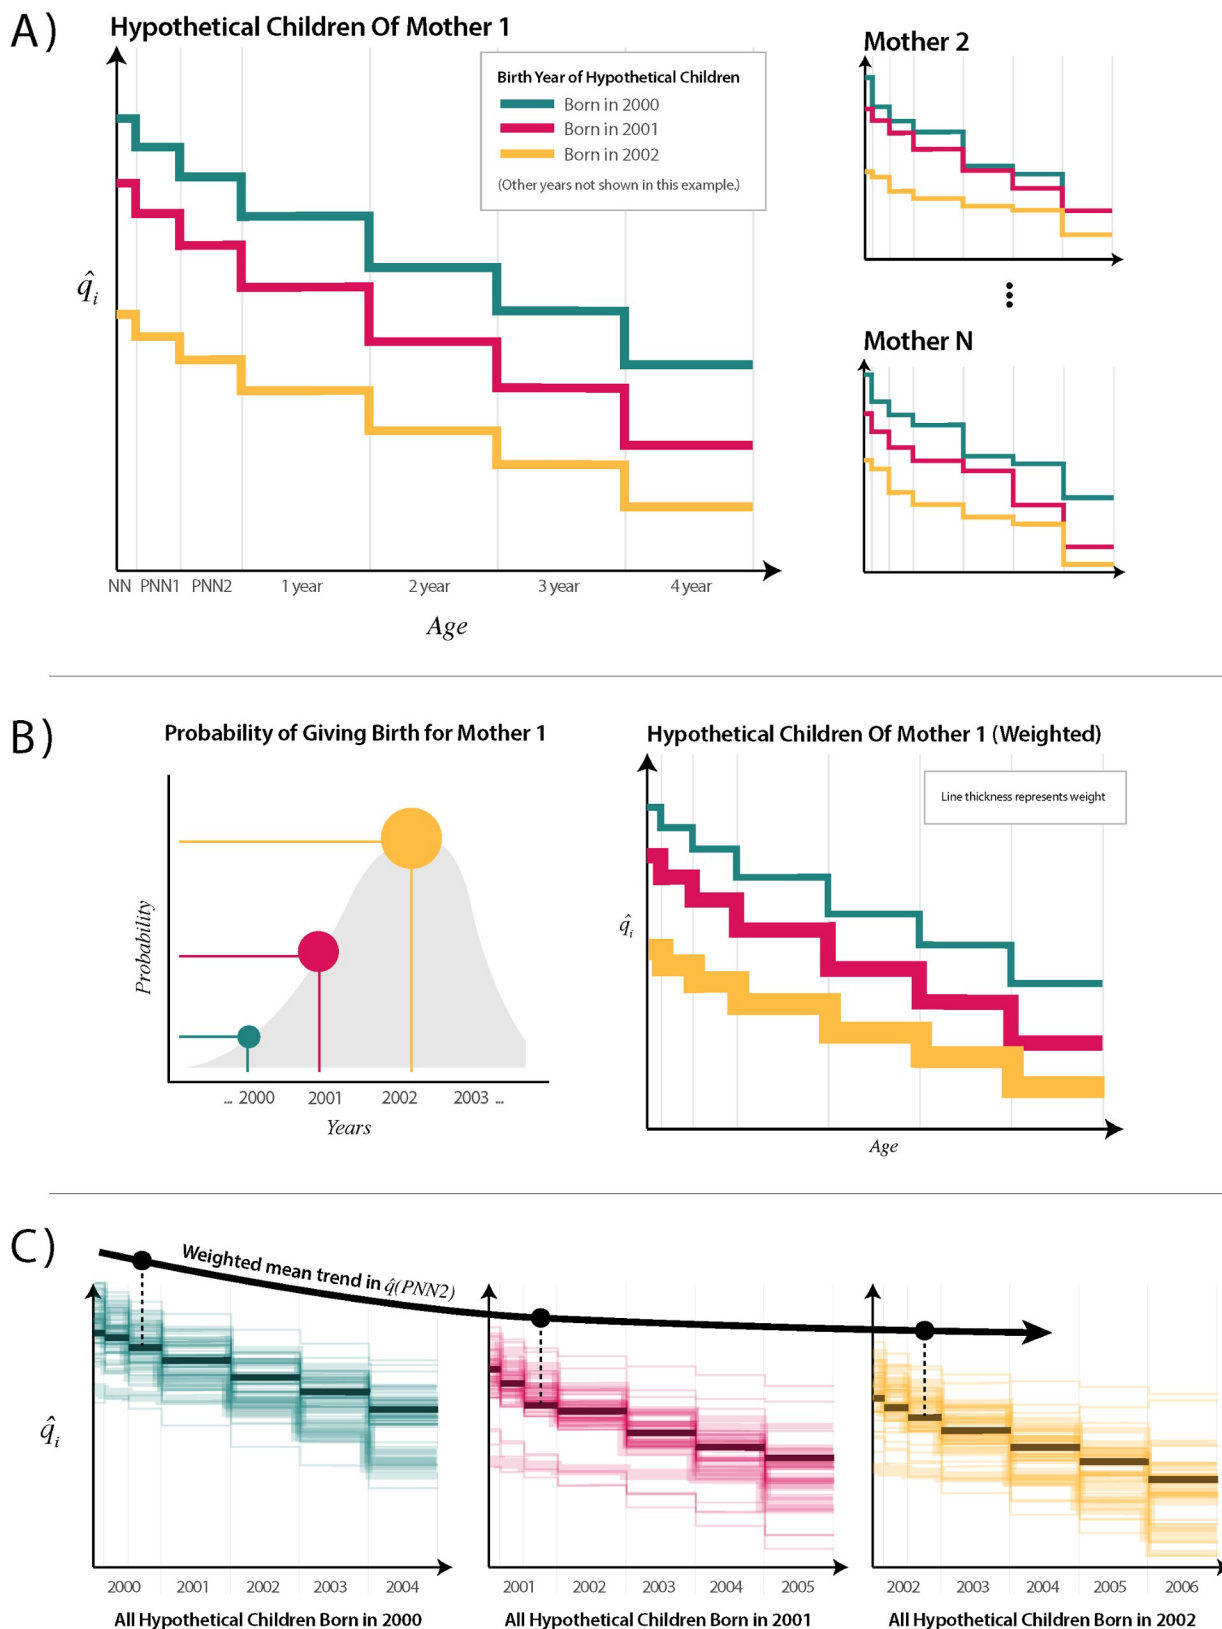 A)
Hypothetical Children Of Mother 1
Birth Year of Hypothetical Children
Born in 2000
Born in 2001
Born in 2002
(Other years not shown in this example.)
q̂ᵢ
NN PNN1 PNN2 1 year 2 year 3 year 4 year
Age
Mother 2
Mother N
B)
Probability of Giving Birth for Mother 1
Probability
... 2000 2001 2002 2003 ...
Years
Hypothetical Children Of Mother 1 (Weighted)
Line thickness represents weight
q̂ᵢ
Age
C)
Weighted mean trend in q̂(PNN2)
q̂ᵢ
2000 2001 2002 2003 2004
All Hypothetical Children Born in 2000
2001 2002 2003 2004 2005
All Hypothetical Children Born in 2001
2002 2003 2004 2005 2006
All Hypothetical Children Born in 2002